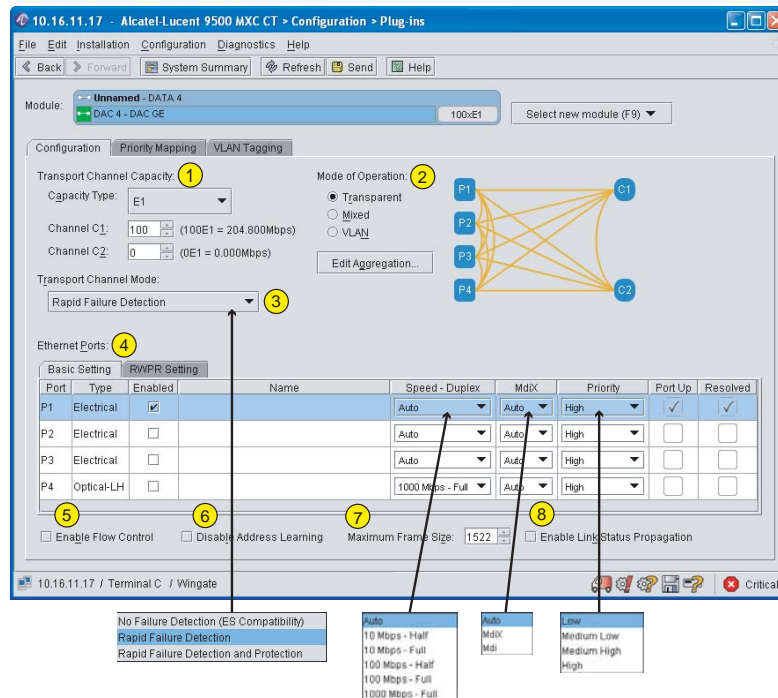 10.16.11.17 - Alcatel-Lucent 9500 MXC CT > Configuration > Plug-ins
File Edit Installation Configuration Diagnostics Help
Back Forward System Summary Refresh Send Help
Module:
Unnamed - DATA 4
DAC 4 - DAC GE 100xE1
Select new module (F9)
Configuration Priority Mapping VLAN Tagging
Transport Channel Capacity: 1
Capacity Type: E1
Channel C1: 100 (100E1 = 204.800Mbps)
Channel C2: 0 (0E1 = 0.000Mbps)
Transport Channel Mode:
Rapid Failure Detection 3
Mode of Operation: 2
Transparent
Mixed
VLAN
Edit Aggregation...
P1 C1
P2
P3
P4 C2
Ethernet Ports: 4
Basic Setting RWPR Setting
Port Type Enabled Name Speed - Duplex MdiX Priority Port Up Resolved
P1 Electrical Auto Auto High
P2 Electrical Auto Auto High
P3 Electrical Auto Auto High
P4 Optical-LH 1000 Mbps - Full Auto High
5 6 7 8
Enable Flow Control Disable Address Learning Maximum Frame Size: 1522 Enable Link Status Propagation
10.16.11.17 / Terminal C / Wingate Critical
No Failure Detection (ES Compatibility)
Rapid Failure Detection
Rapid Failure Detection and Protection
Auto
10 Mbps - Half
10 Mbps - Full
100 Mbps - Half
100 Mbps - Full
1000 Mbps - Full
Auto
MdiX
Mdi
Low
Medium Low
Medium High
High